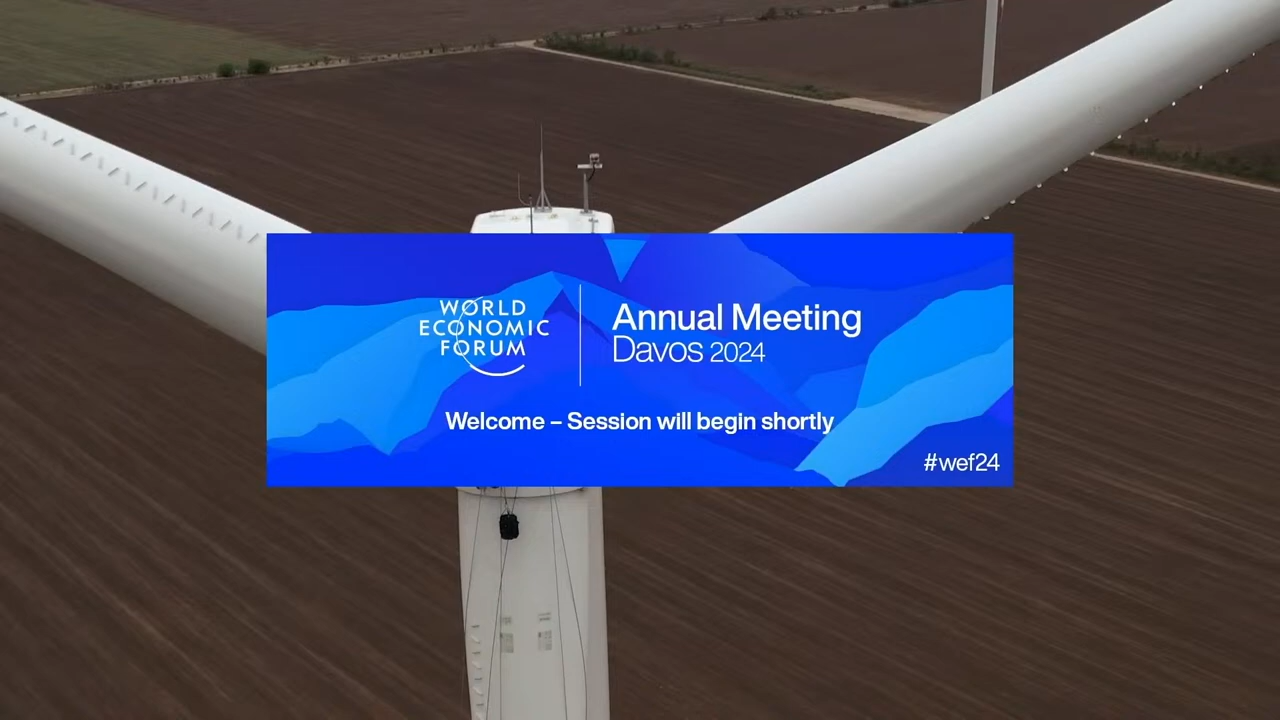 WORLD
ECONOMIC
FORUM
Annual Meeting
Davos 2024
Welcome – Session will begin shortly
#wef24